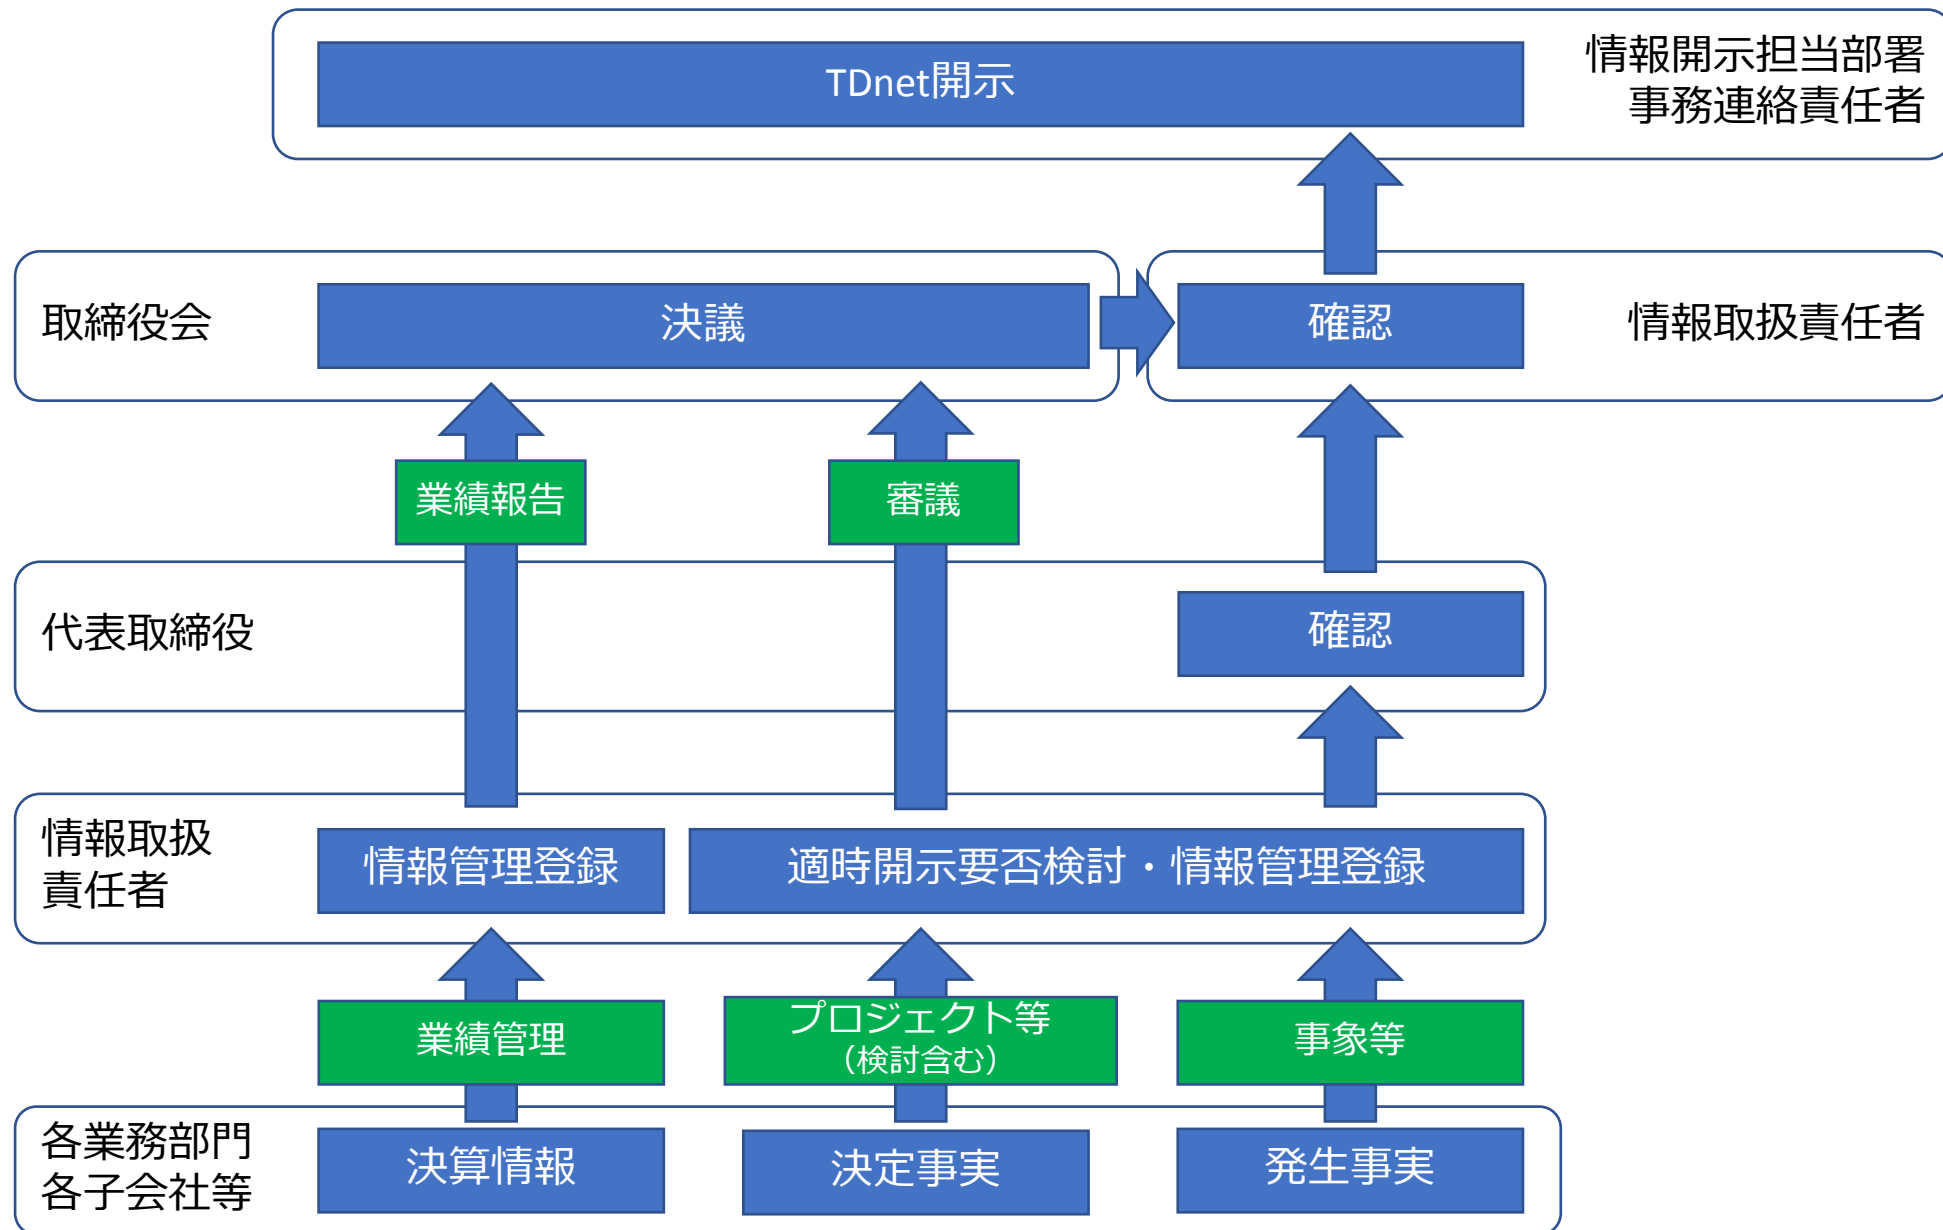 TDnet開示
情報開示担当部署
事務連絡責任者
取締役会
決議
確認
情報取扱責任者
業績報告
審議
代表取締役
確認
情報取扱
責任者
情報管理登録
適時開示要否検討・情報管理登録
業績管理
プロジェクト等
（検討含む）
事象等
各業務部門
各子会社等
決算情報
決定事実
発生事実